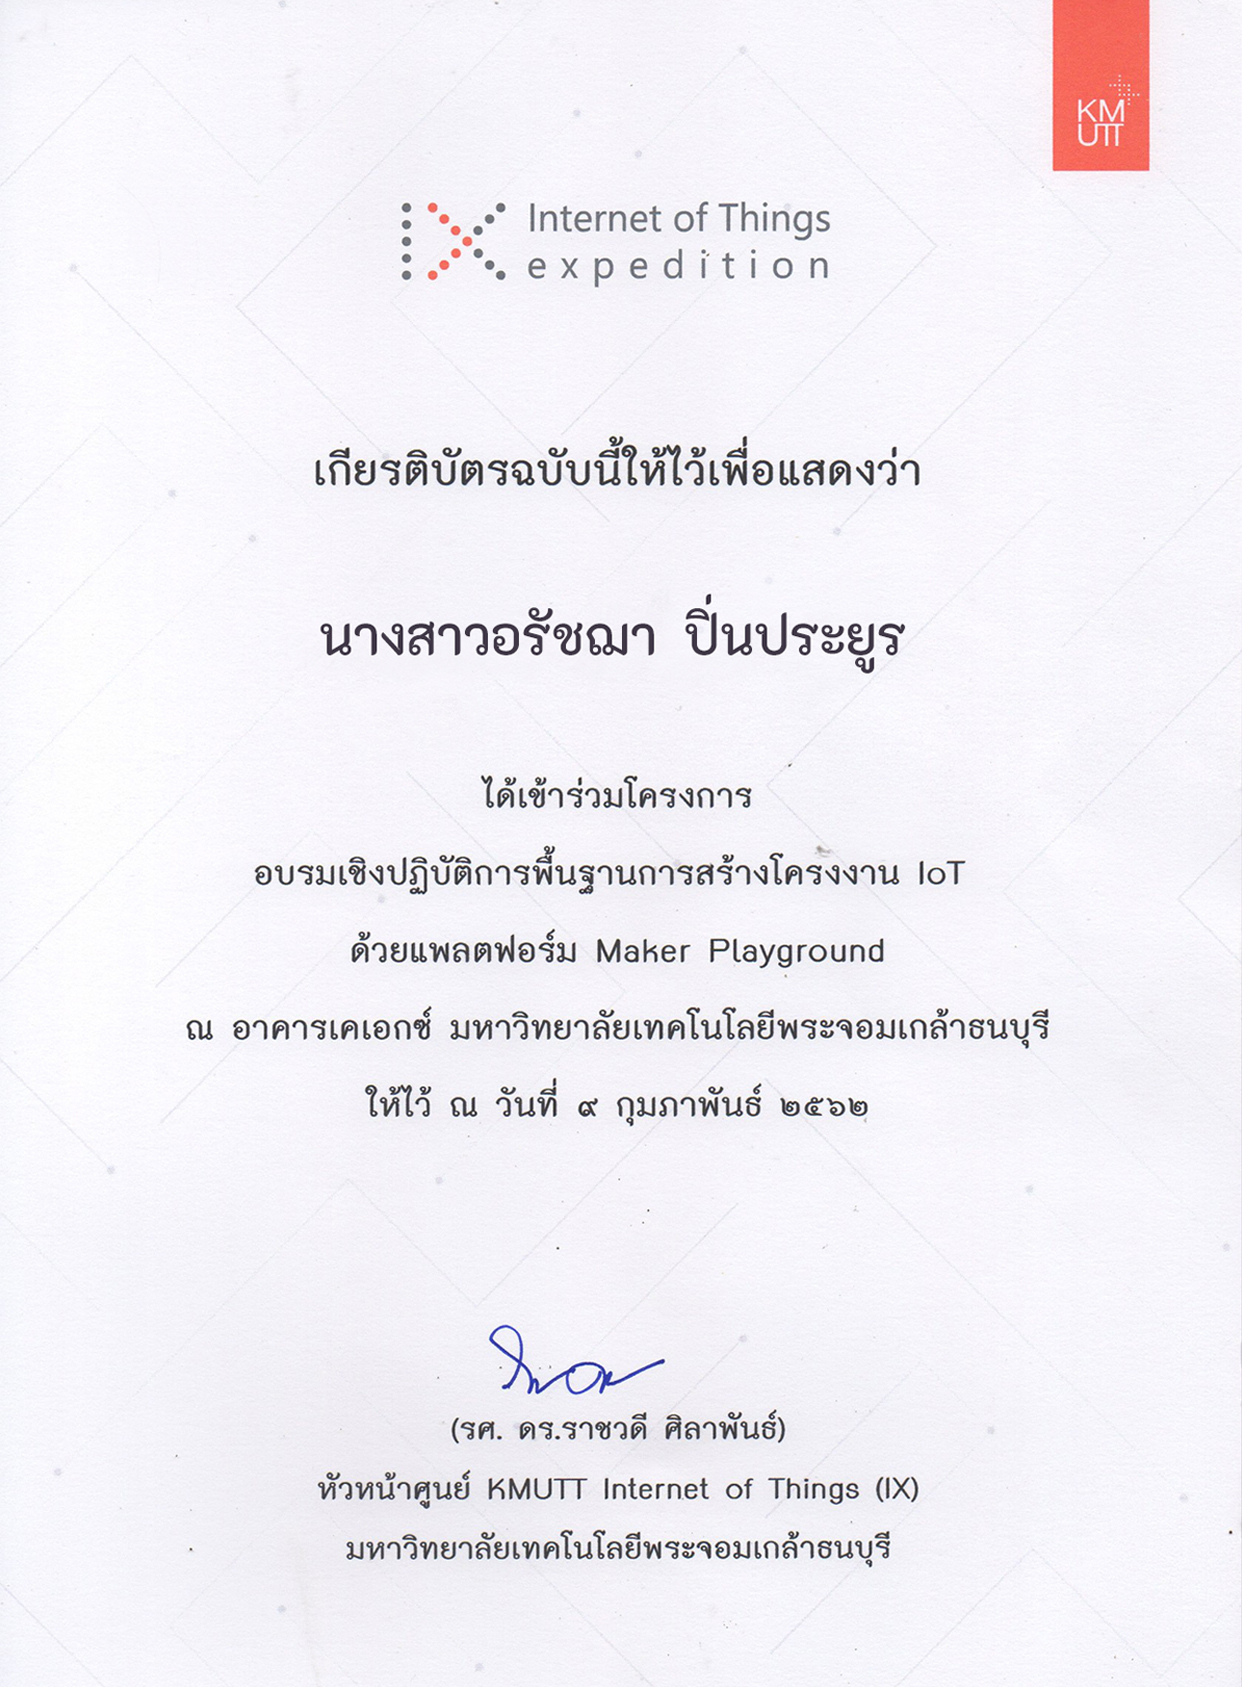 KM
UTT
IX Internet of Things
expedition
เกียรติบัตรฉบับนี้ให้ไว้เพื่อแสดงว่า
นางสาวอรัชฌา ปิ่นประยูร
ได้เข้าร่วมโครงการ
อบรมเชิงปฏิบัติการพื้นฐานการสร้างโครงงาน IoT
ด้วยแพลตฟอร์ม Maker Playground
ณ อาคารเคเอกซ์ มหาวิทยาลัยเทคโนโลยีพระจอมเกล้าธนบุรี
ให้ไว้ ณ วันที่ ๙ กุมภาพันธ์ ๒๕๖๒
(รศ. ดร.ราชวดี ศิลาพันธ์)
หัวหน้าศูนย์ KMUTT Internet of Things (IX)
มหาวิทยาลัยเทคโนโลยีพระจอมเกล้าธนบุรี